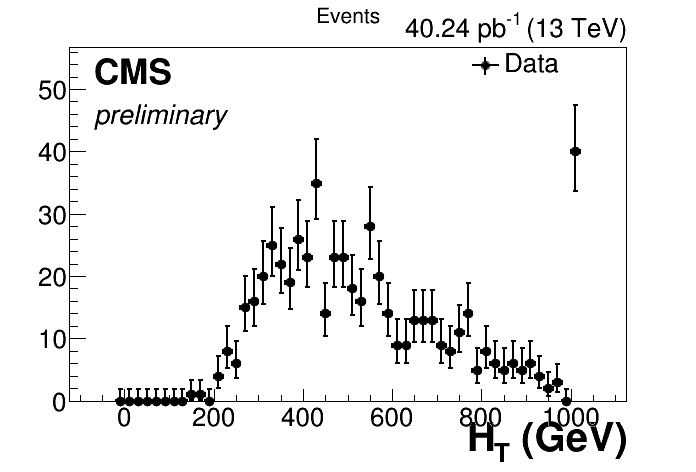 Events
40.24 pb-1 (13 TeV)
CMS
preliminary
Data
50
40
30
20
10
0
0 200 400 600 800 1000
HT (GeV)